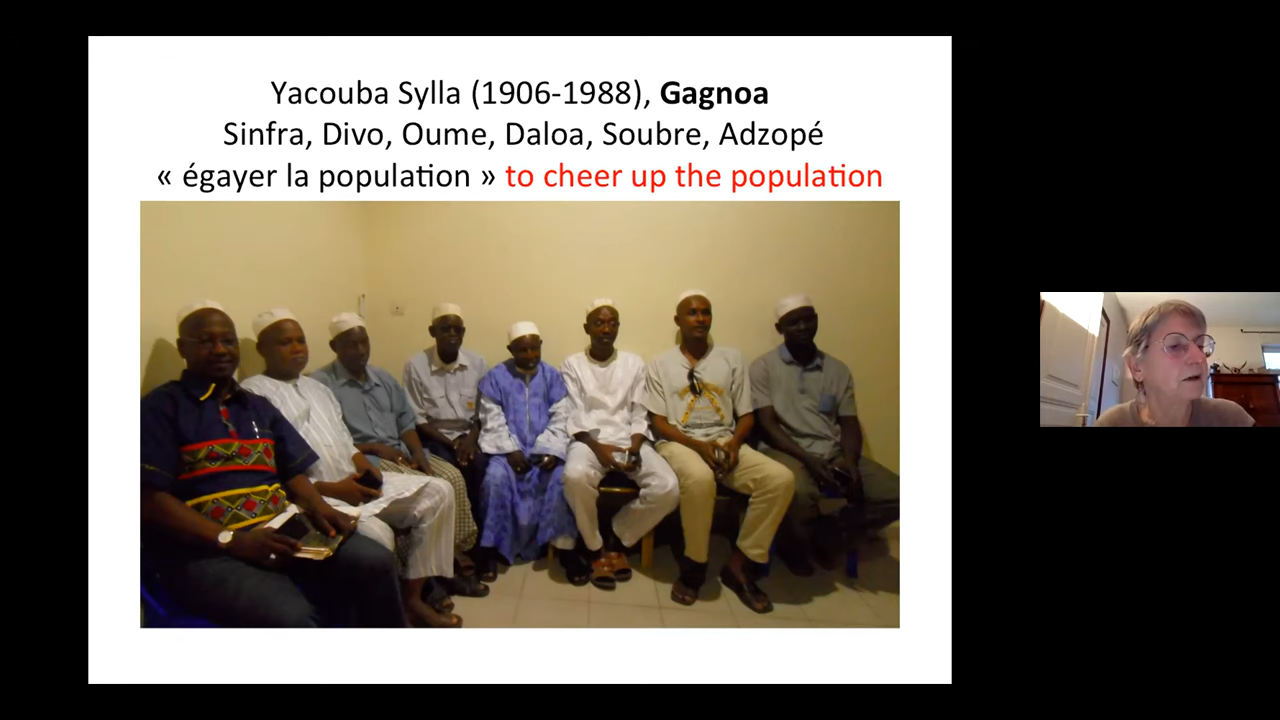 Yacouba Sylla (1906-1988), Gagnoa
Sinfra, Divo, Oume, Daloa, Soubre, Adzopé
« égayer la population » to cheer up the population